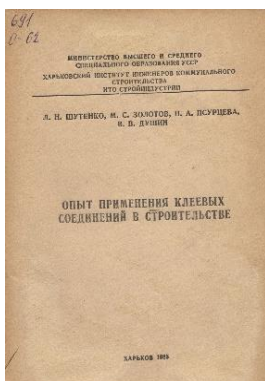 691
О-62
МИНИСТЕРСТВО ВЫСШЕГО И СРЕДНЕГО
СПЕЦИАЛЬНОГО ОБРАЗОВАНИЯ УССР
ХАРЬКОВСКИЙ ИНСТИТУТ ИНЖЕНЕРОВ КОММУНАЛЬНОГО
СТРОИТЕЛЬСТВА
НТО СТРОЙИНДУСТРИИ
Л. Н. ШУТЕНКО, М. С. ЗОЛОТОВ, Н. А. ПСУРЦЕВА,
ОПЫТ ПРИМЕНЕНИЯ КЛЕЕВЫХ
СОЕДИНЕНИЙ В СТРОИТЕЛЬСТВЕ
ХАРЬКОВ